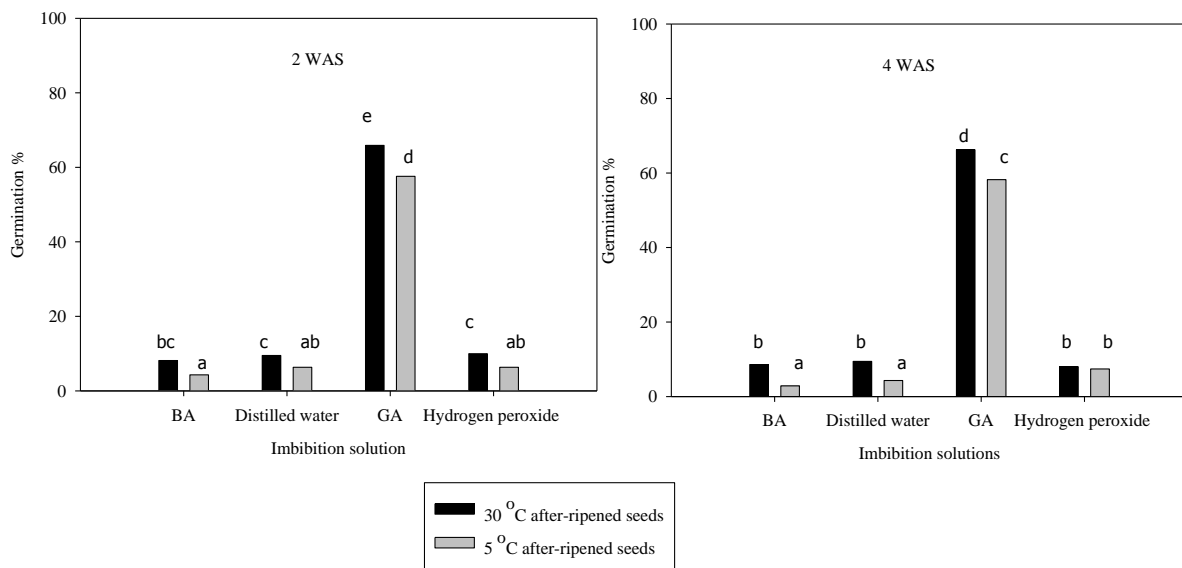 100
80
60
40
20
0
Germination %
2 WAS
bc
a
c
ab
e
d
c
ab
BA
Distilled water
GA
Hydrogen peroxide
Imbibition solution
100
80
60
40
20
0
Germination %
4 WAS
b
a
b
a
d
c
b
b
BA
Distilled water
GA
Hydrogen peroxide
Imbibition solutions
30 °C after-ripened seeds
5 °C after-ripened seeds